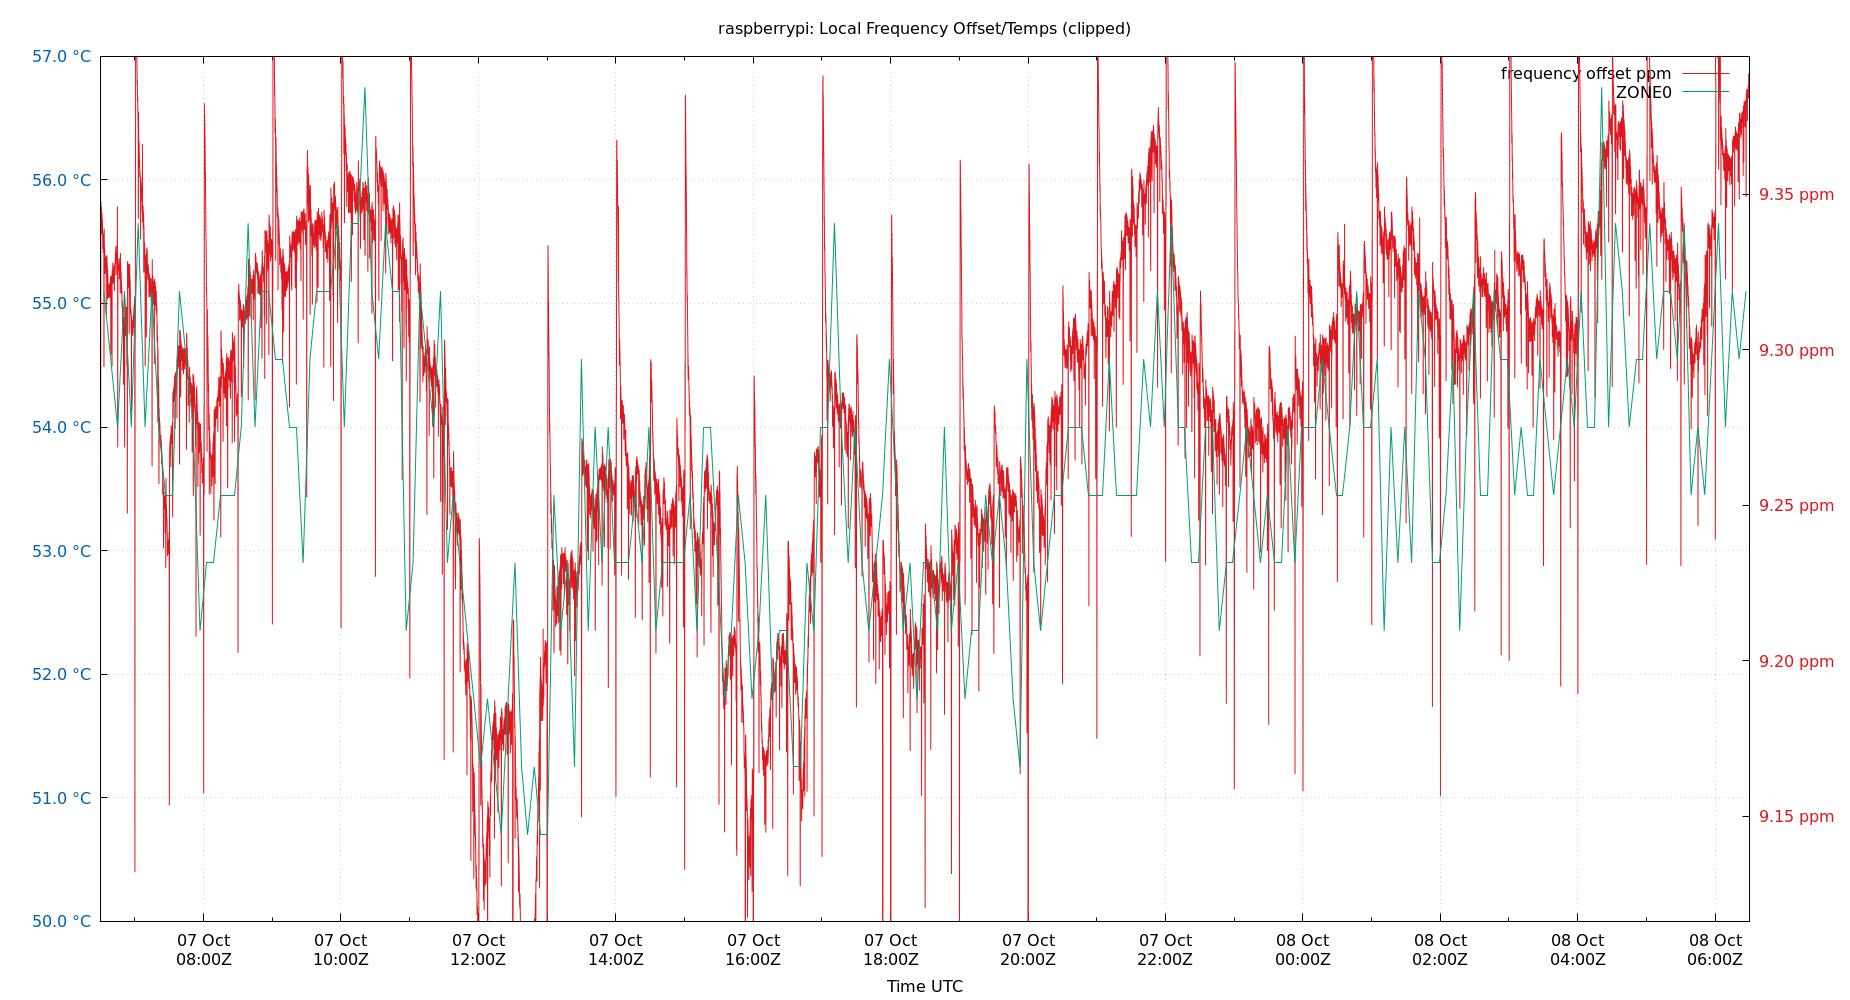 raspberrypi: Local Frequency Offset/Temps (clipped)
57.0 °C
56.0 °C
55.0 °C
54.0 °C
53.0 °C
52.0 °C
51.0 °C
50.0 °C
frequency offset ppm
ZONE0
9.35 ppm
9.30 ppm
9.25 ppm
9.20 ppm
9.15 ppm
07 Oct 07 Oct 07 Oct 07 Oct 07 Oct 07 Oct 07 Oct 07 Oct 08 Oct 08 Oct 08 Oct 08 Oct
08:00Z 10:00Z 12:00Z 14:00Z 16:00Z 18:00Z 20:00Z 22:00Z 00:00Z 02:00Z 04:00Z 06:00Z
Time UTC